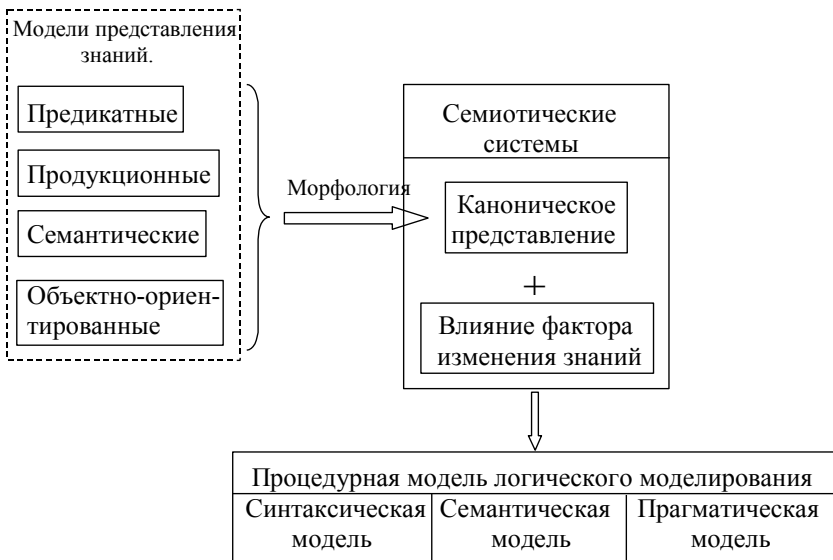 Модели представления
знаний.
Предикатные
Продукционные
Семантические
Объектно-ориен-
тированные
Морфология
Семиотические
системы
Каноническое
представление
+
Влияние фактора
изменения знаний
Процедурная модель логического моделирования
Синтаксическая
модель
Семантическая
модель
Прагматическая
модель